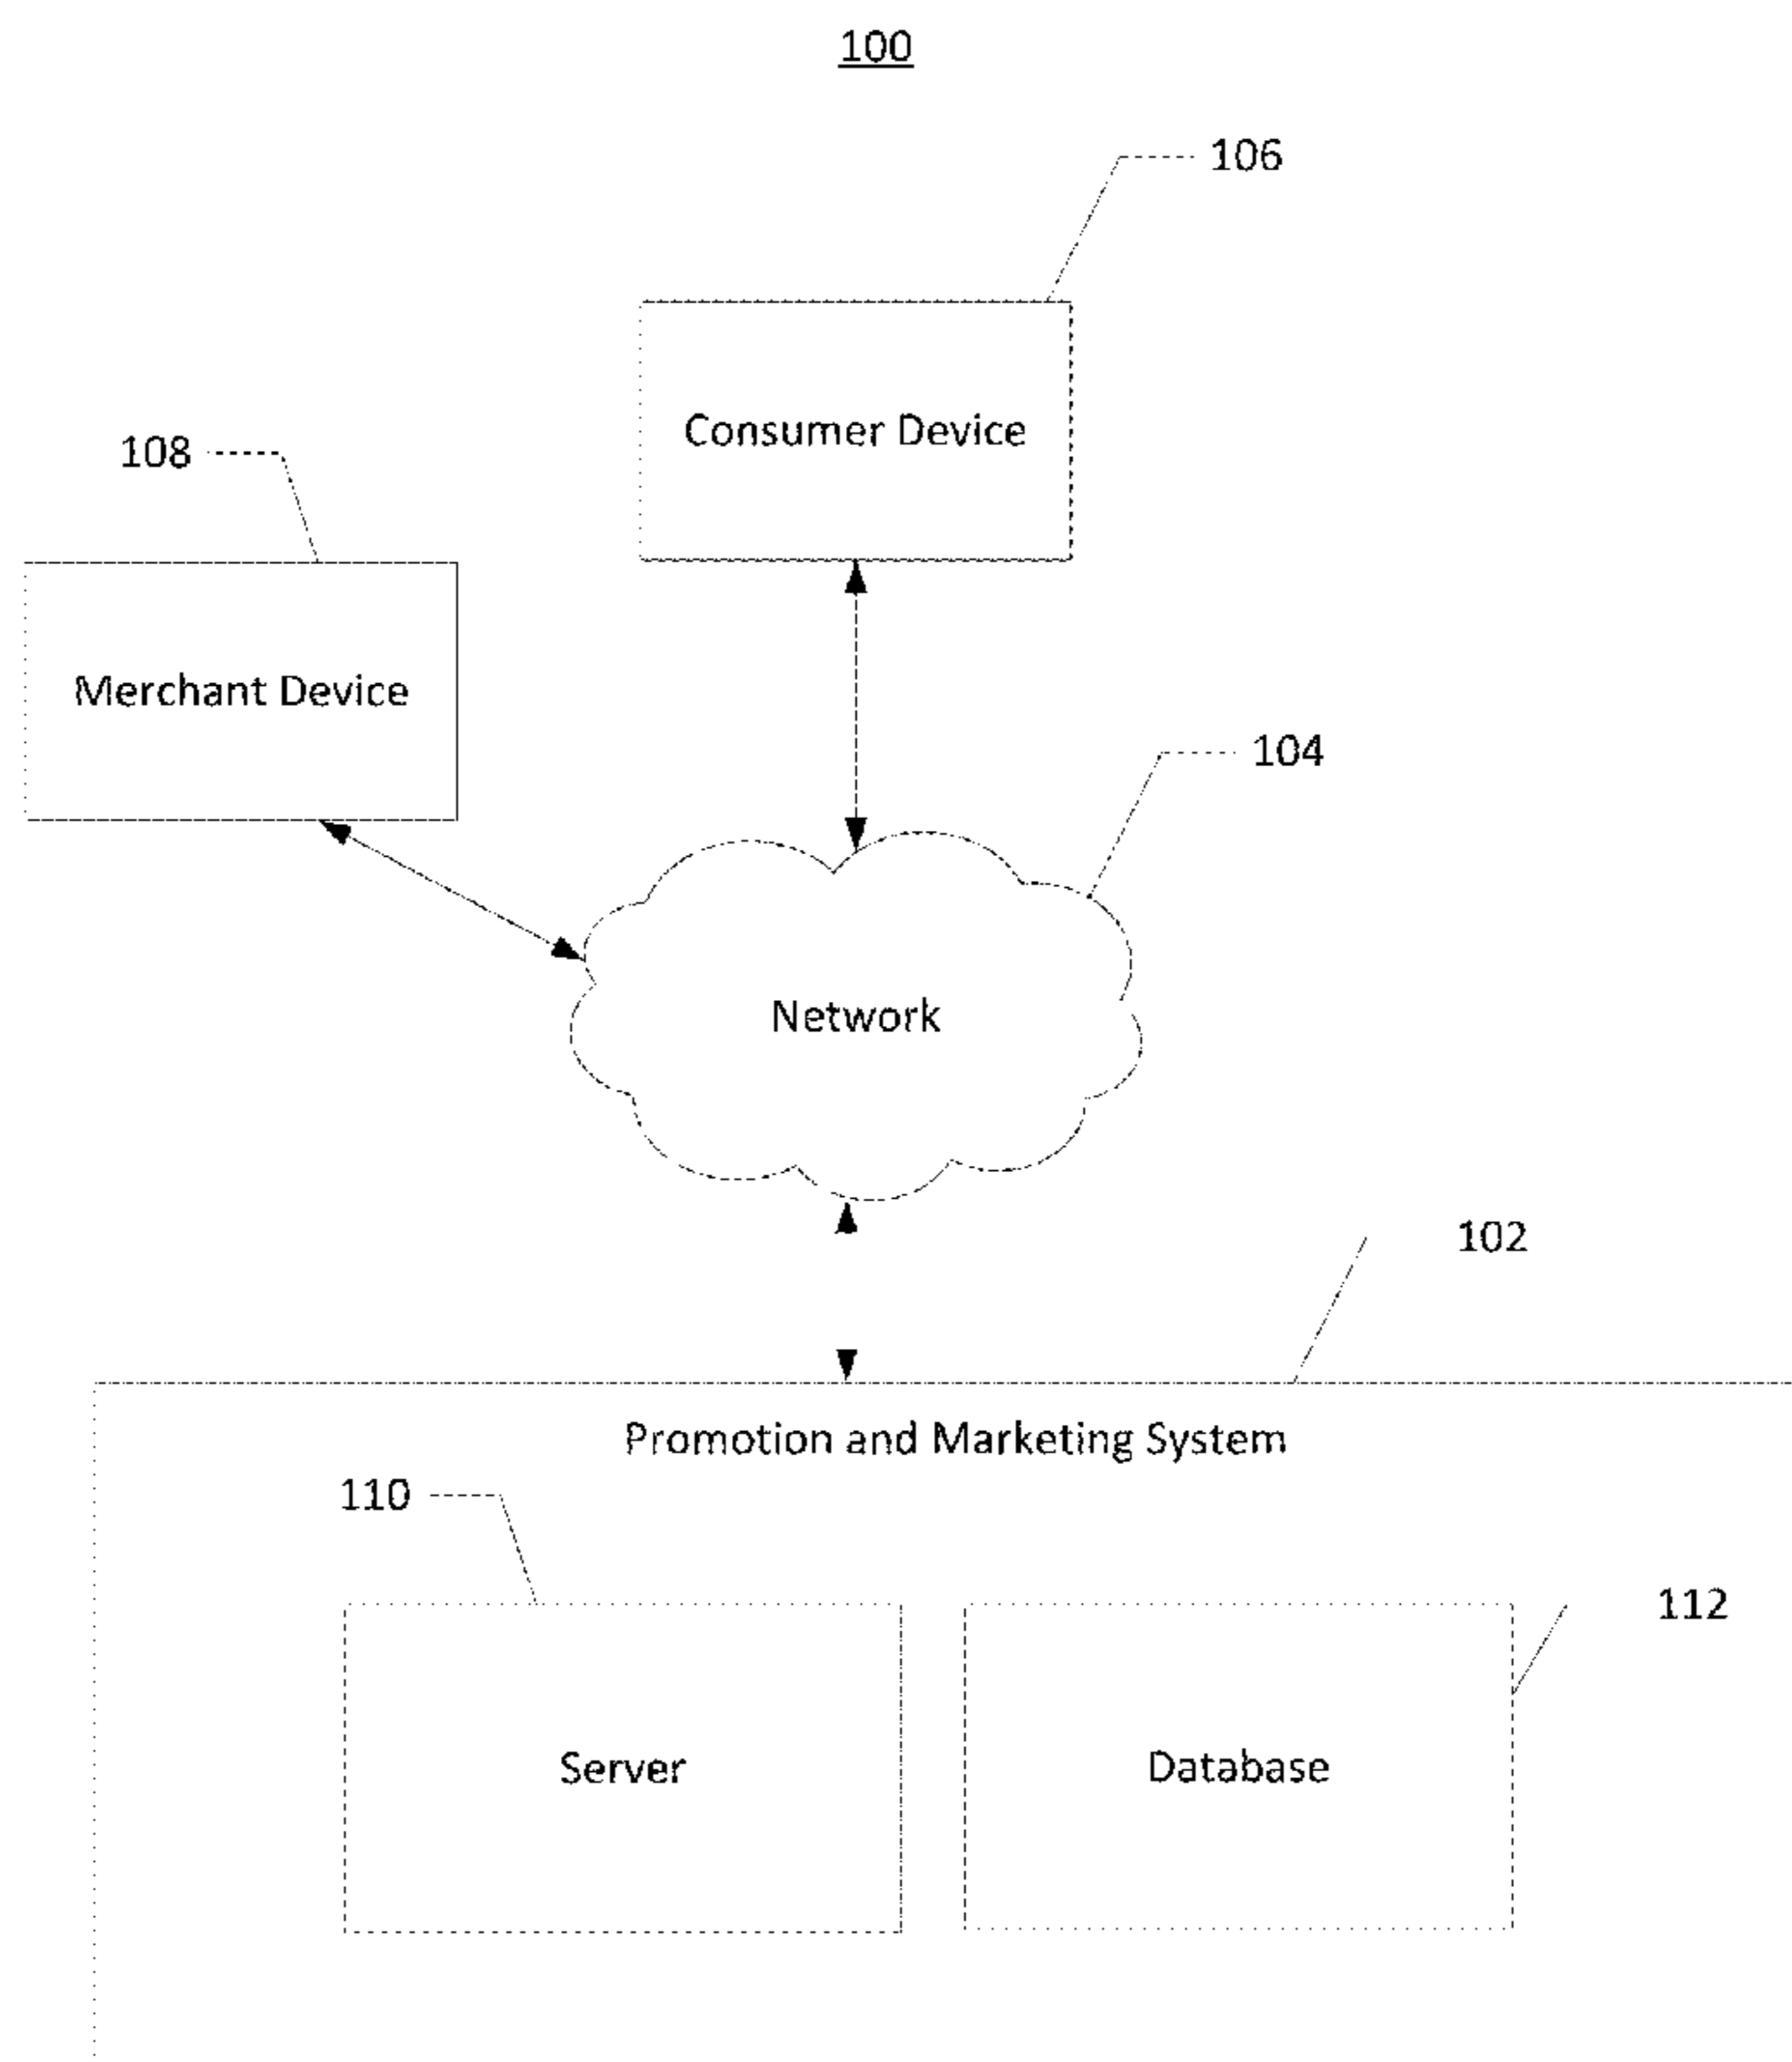 100
106
Consumer Device
108
Merchant Device
104
Network
102
Promotion and Marketing System
110
112
Server
Database